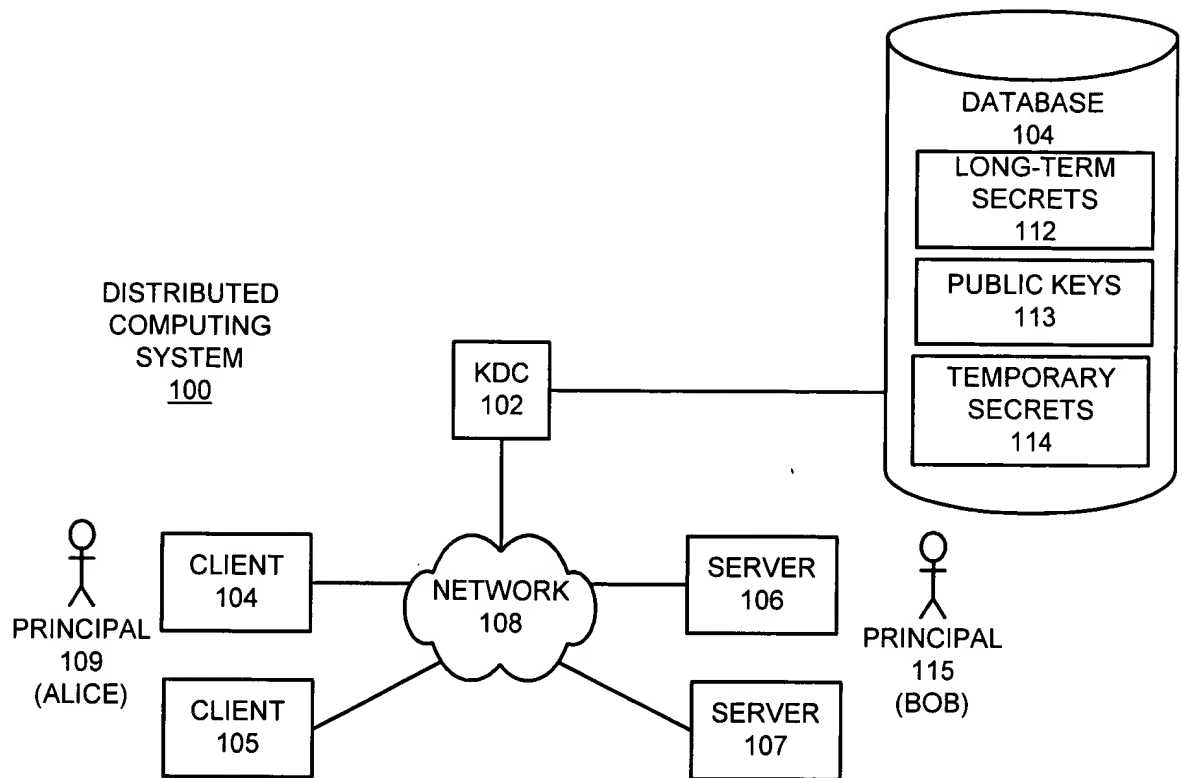 DATABASE
104
LONG-TERM
SECRETS
112
PUBLIC KEYS
113
TEMPORARY
SECRETS
114
DISTRIBUTED
COMPUTING
SYSTEM
100
KDC
102
PRINCIPAL
109
(ALICE)
CLIENT
104
CLIENT
105
NETWORK
108
SERVER
106
SERVER
107
PRINCIPAL
115
(BOB)